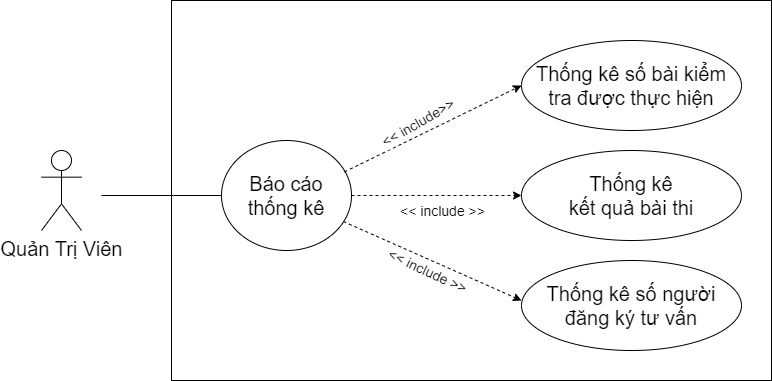 Quản Trị Viên
Báo cáo
thống kê
<< include>>
<< include >>
<< include >>
Thống kê số bài kiểm
tra được thực hiện
Thống kê
kết quả bài thi
Thống kê số người
đăng ký tư vấn